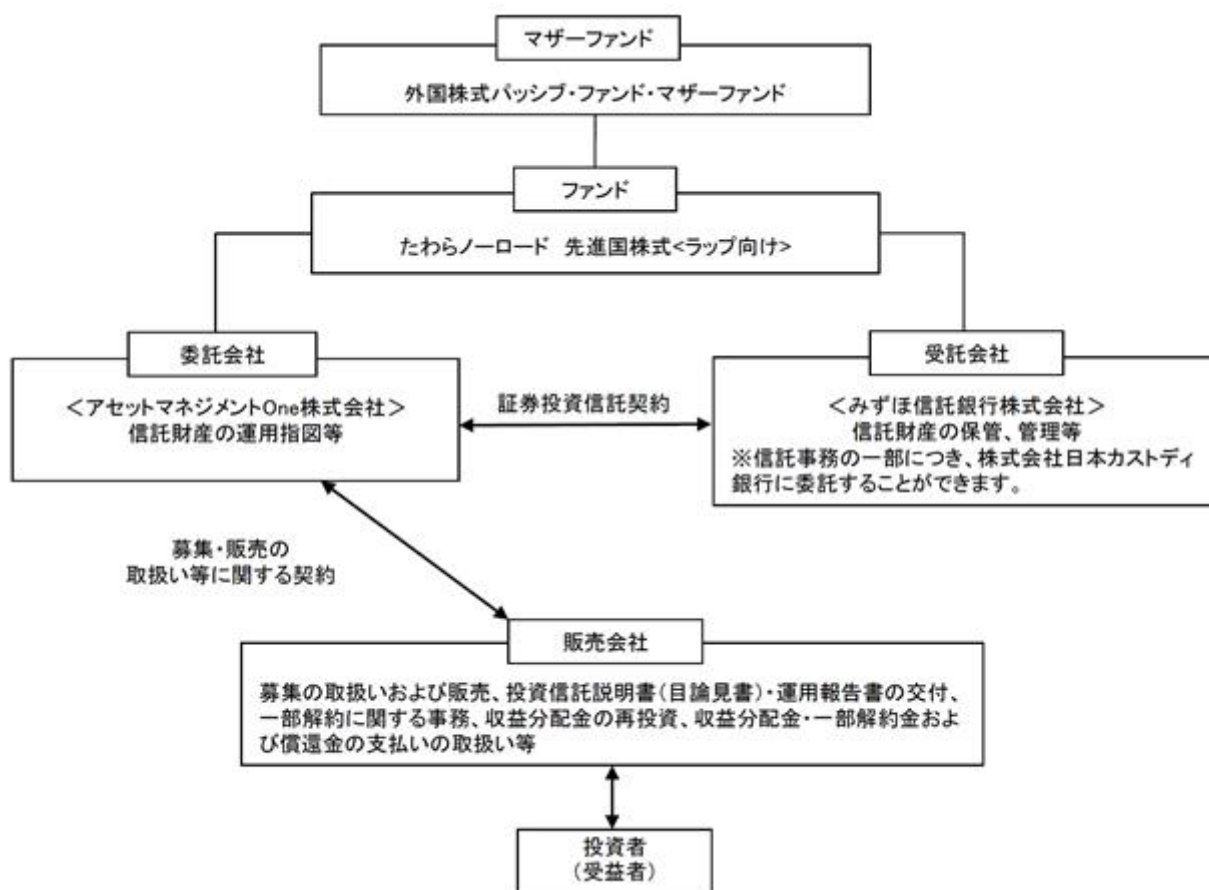 マザーファンド
外国株式パッシブ・ファンド・マザーファンド
ファンド
たわらノーロード 先進国株式<ラップ向け>
委託会社
＜アセットマネジメントOne株式会社＞
信託財産の運用指図等
証券投資信託契約
受託会社
＜みずほ信託銀行株式会社＞
信託財産の保管、管理等
※信託事務の一部につき、株式会社日本カストディ
銀行に委託することができます。
募集・販売の
取扱い等に関する契約
販売会社
募集の取扱いおよび販売、投資信託説明書(目論見書)・運用報告書の交付、
一部解約に関する事務、収益分配金の再投資、収益分配金・一部解約金およ
び償還金の支払いの取扱い等
投資者
(受益者)